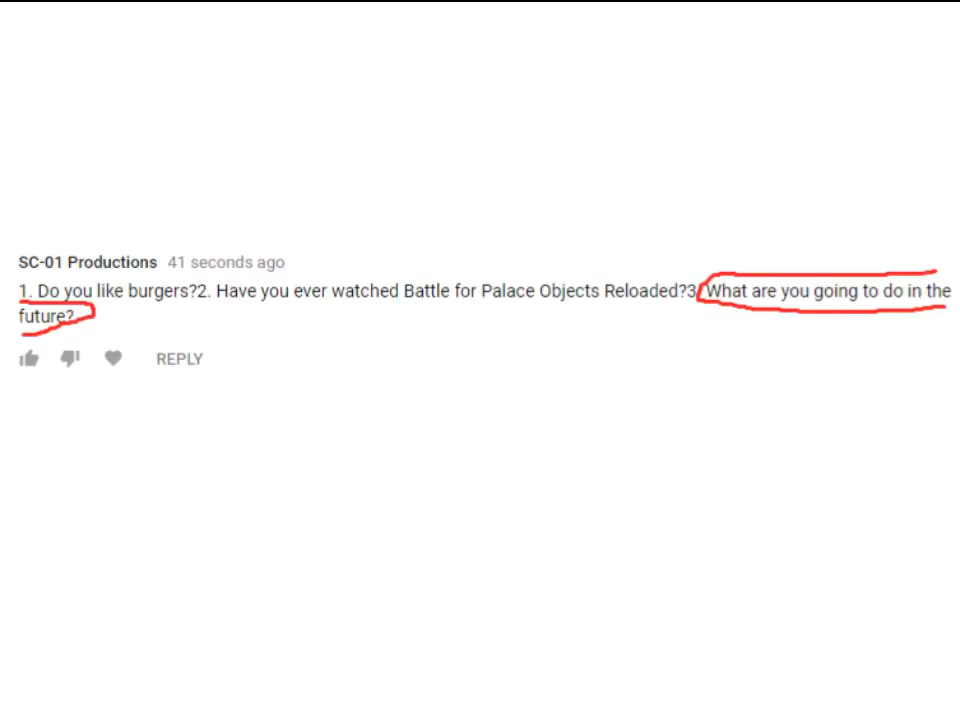 SC-01 Productions 41 seconds ago
1. Do you like burgers?2. Have you ever watched Battle for Palace Objects Reloaded?3. What are you going to do in the
future?
REPLY